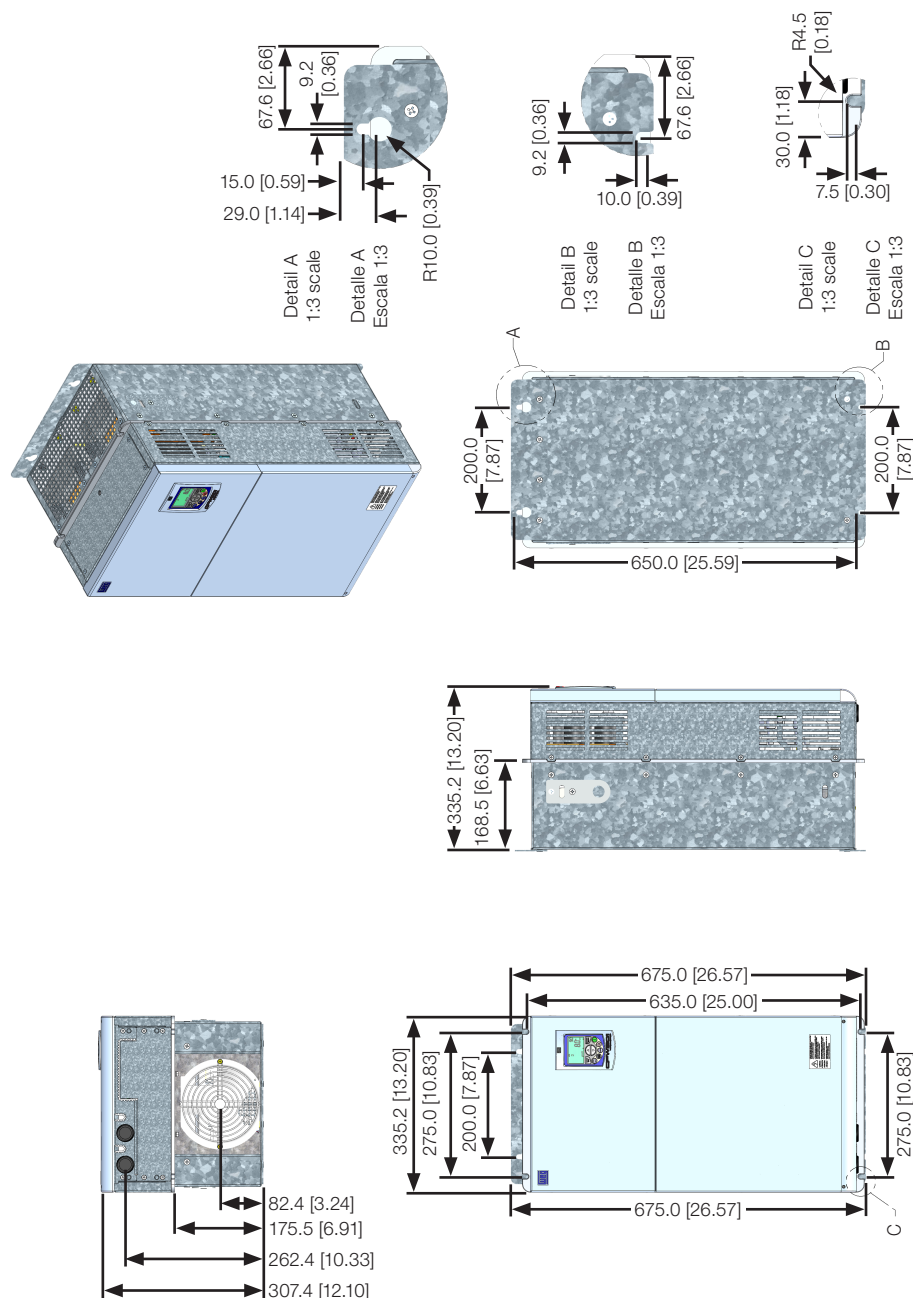 67.6 [2.66]
9.2
[0.36]
15.0 [0.59]
29.0 [1.14]
R10.0 [0.39]
Detail A
1:3 scale
Detalle A
Escala 1:3
9.2 [0.36]
67.6 [2.66]
10.0 [0.39]
Detail B
1:3 scale
Detalle B
Escala 1:3
R4.5
[0.18]
30.0 [1.18]
7.5 [0.30]
Detail C
1:3 scale
Detalle C
Escala 1:3
A
B
200.0
[7.87]
200.0
[7.87]
650.0 [25.59]
335.2 [13.20]
168.5 [6.63]
675.0 [26.57]
635.0 [25.00]
335.2 [13.20]
275.0 [10.83]
200.0 [7.87]
275.0 [10.83]
675.0 [26.57]
C
82.4 [3.24]
175.5 [6.91]
262.4 [10.33]
307.4 [12.10]